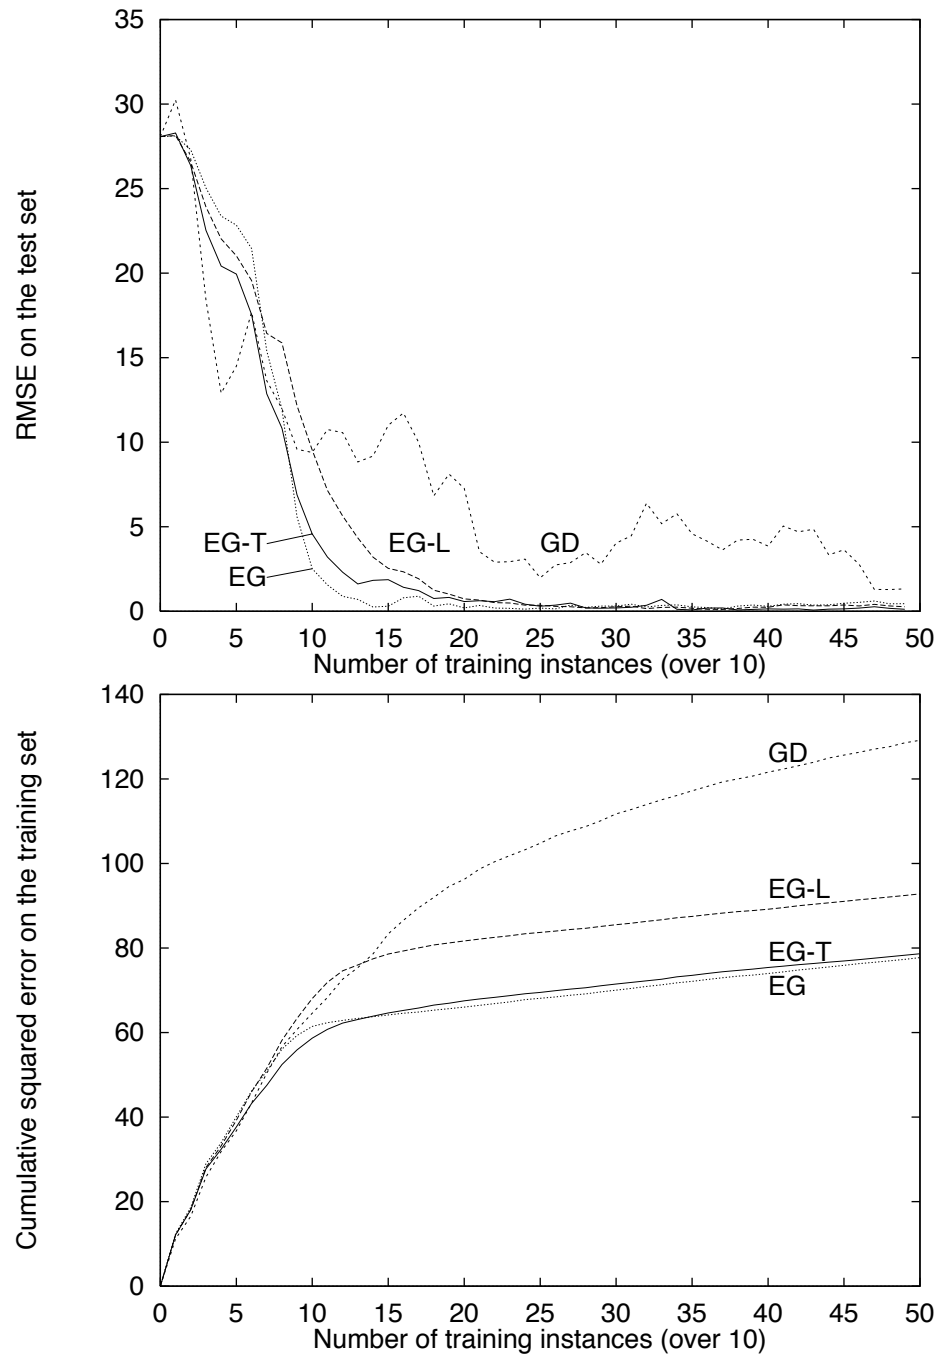 35
30
25
20
15
10
5
0
RMSE on the test set
EG-T
EG
EG-L
GD
0 5 10 15 20 25 30 35 40 45 50
Number of training instances (over 10)
140
120
100
80
60
40
20
0
Cumulative squared error on the training set
GD
EG-L
EG-T
EG
0 5 10 15 20 25 30 35 40 45 50
Number of training instances (over 10)